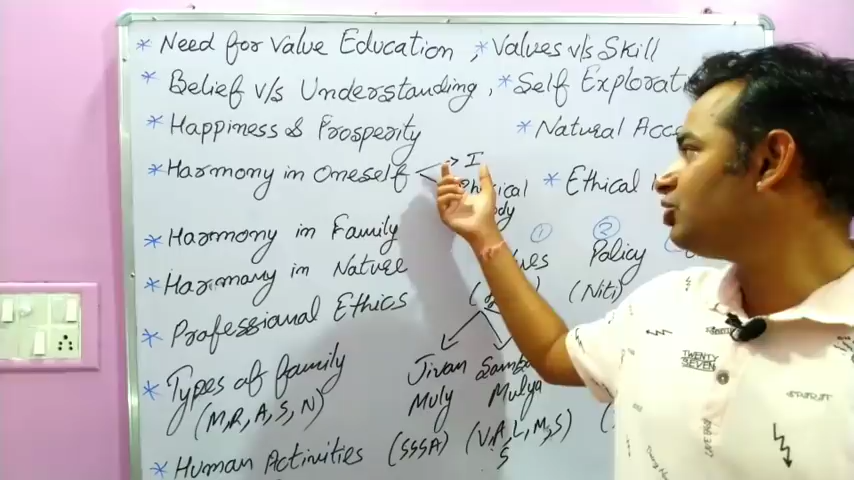 * Need for Value Education, * Values v/s Skill
* Belief v/s Understanding, * Self Explorati
* Happiness & Prosperity * Natural Acc
* Harmony in Oneself → I
Physical
* Ethical
* Harmony in Family ① ②
Policy
* Harmony in Nature (Niti)
* Professional Ethics
* Types of family Jivan
(M, R, A, S, N) Muly Mulya
* Human Activities (SSSA) (V, A, L, M, S)
S
TWENTY
SEVEN